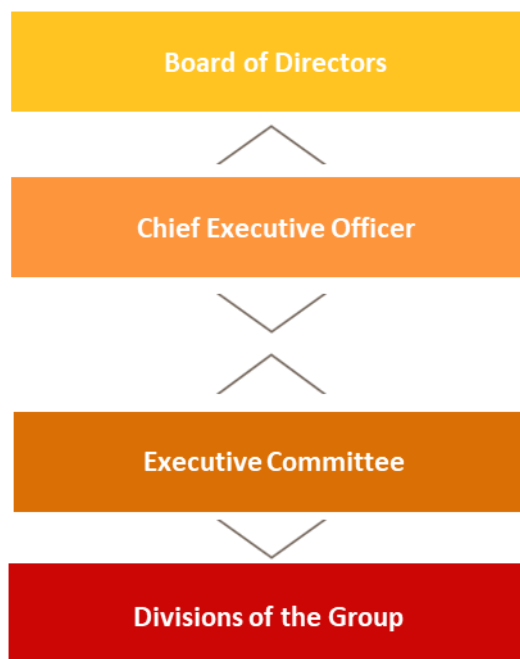 Board of Directors
Chief Executive Officer
Executive Committee
Divisions of the Group